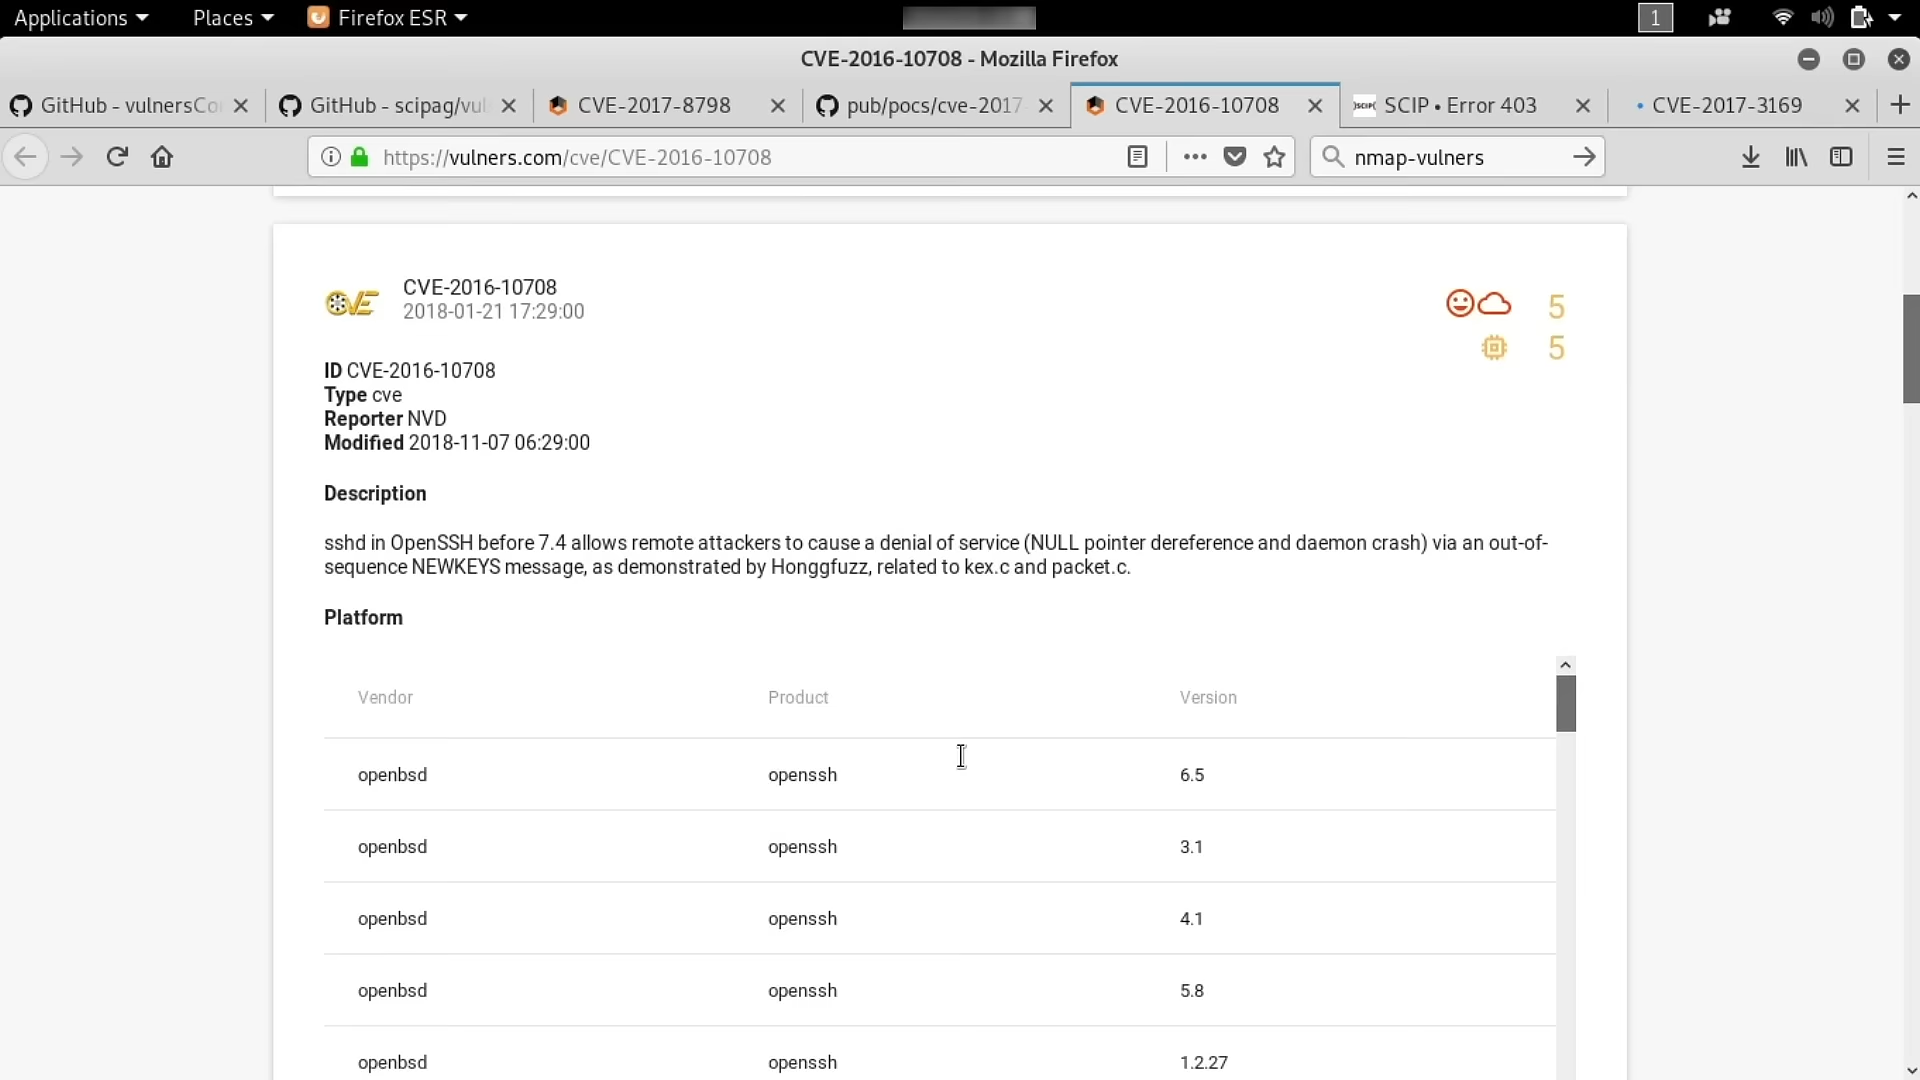 Applications Places Firefox ESR 1
CVE-2016-10708 - Mozilla Firefox
GitHub - vulnersCo GitHub - scipag/vul CVE-2017-8798 pub/pocs/cve-2017- CVE-2016-10708 SCIP • Error 403 CVE-2017-3169
https://vulners.com/cve/CVE-2016-10708 nmap-vulners
CVE CVE-2016-10708
2018-01-21 17:29:00
5
5
ID CVE-2016-10708
Type cve
Reporter NVD
Modified 2018-11-07 06:29:00
Description
sshd in OpenSSH before 7.4 allows remote attackers to cause a denial of service (NULL pointer dereference and daemon crash) via an out-of-
sequence NEWKEYS message, as demonstrated by Honggfuzz, related to kex.c and packet.c.
Platform
Vendor Product Version
openbsd openssh 6.5
openbsd openssh 3.1
openbsd openssh 4.1
openbsd openssh 5.8
openbsd openssh 1.2.27